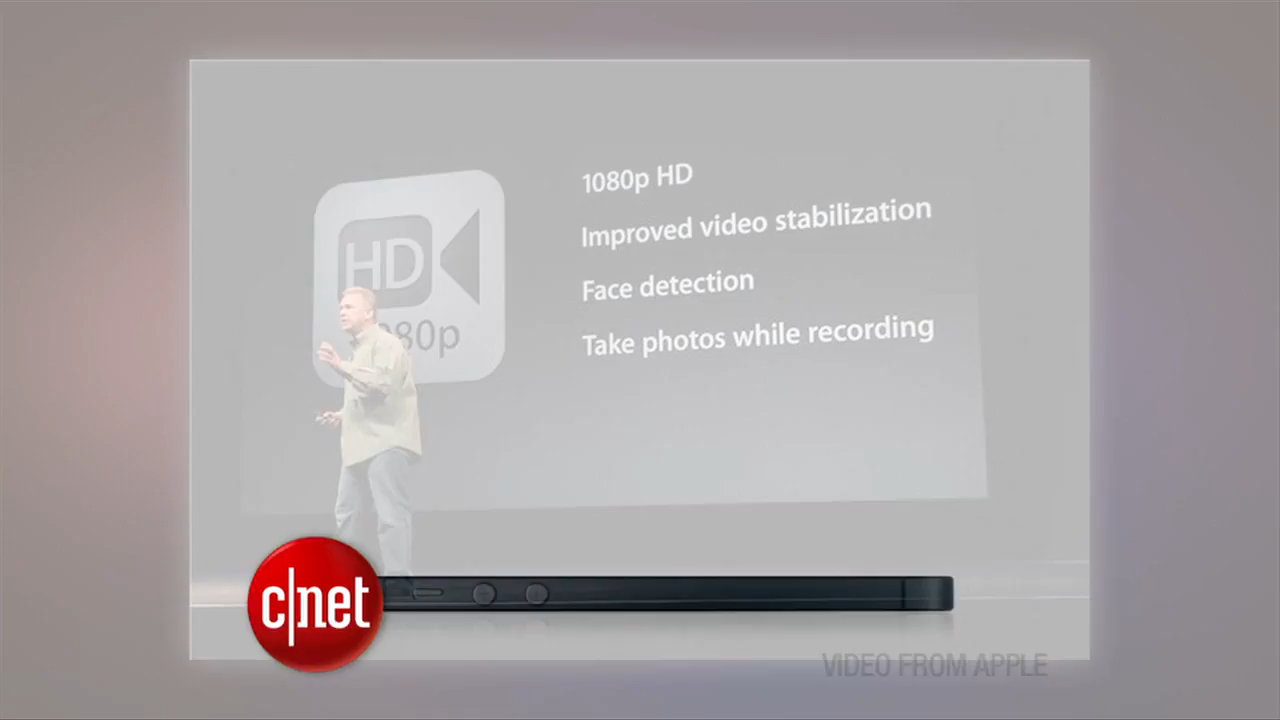 1080p HD
Improved video stabilization
HD
Face detection
1080p
Take photos while recording
c|net
VIDEO FROM APPLE